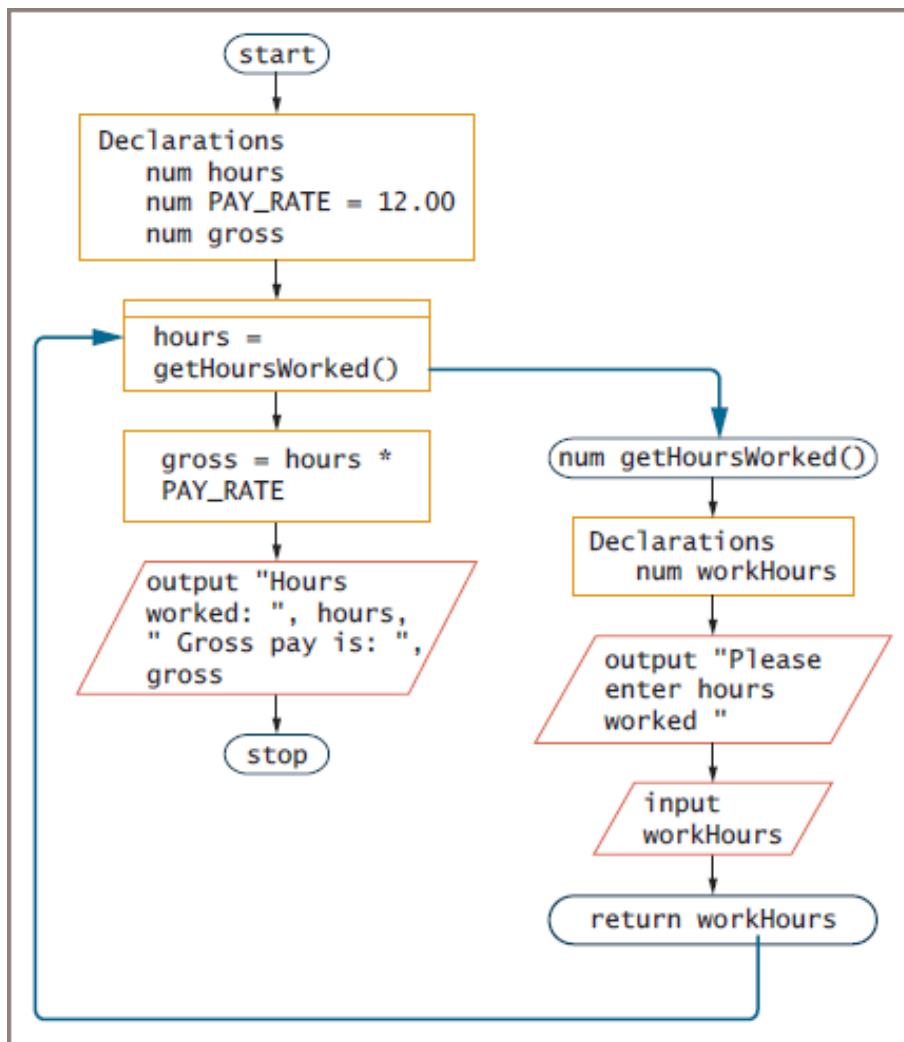 start
Declarations
num hours
num PAY_RATE = 12.00
num gross
hours =
getHoursWorked()
gross = hours *
PAY_RATE
output "Hours
worked: ", hours,
" Gross pay is: ",
gross
stop
num getHoursWorked()
Declarations
num workHours
output "Please
enter hours
worked "
input
workHours
return workHours